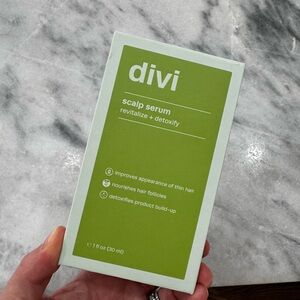 divi
scalp serum
revitalize + detoxify
improves appearance of thin hair
nourishes hair follicles
detoxifies product build-up
1 fl oz (30 ml)